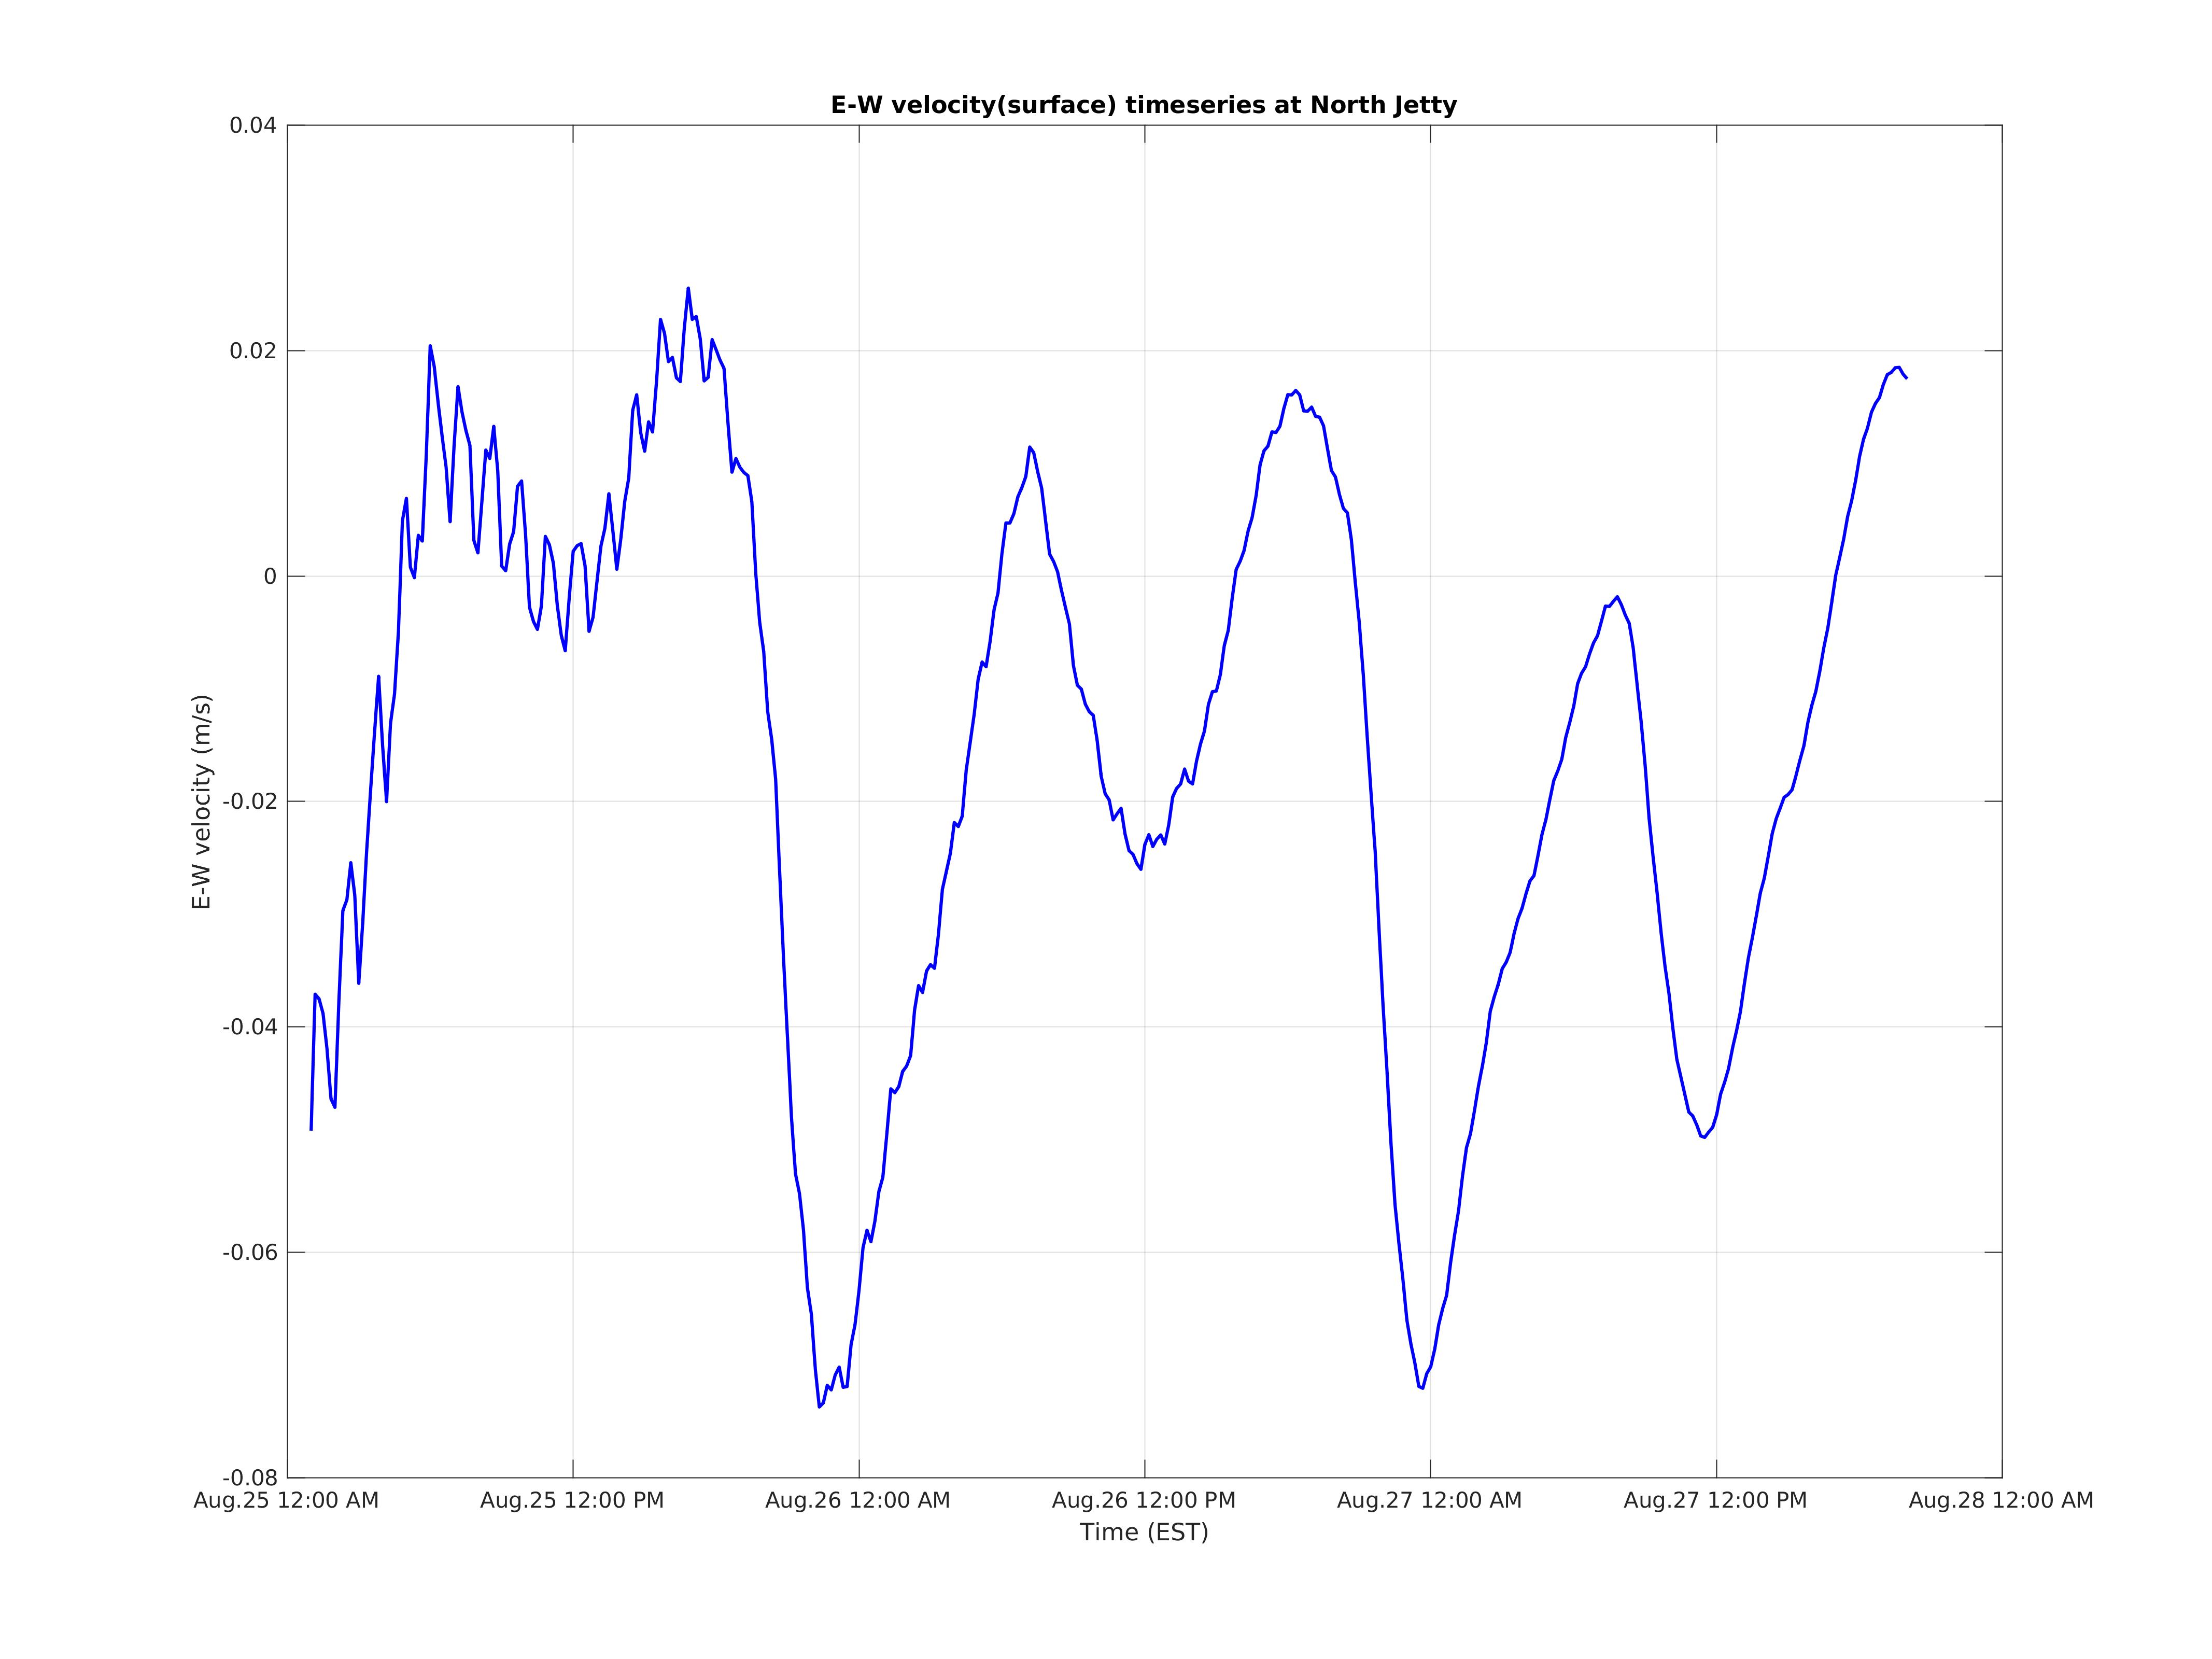 E-W velocity(surface) timeseries at North Jetty
0.04
0.02
0
-0.02
-0.04
-0.06
-0.08
E-W velocity (m/s)
Aug.25 12:00 AM
Aug.25 12:00 PM
Aug.26 12:00 AM
Aug.26 12:00 PM
Aug.27 12:00 AM
Aug.27 12:00 PM
Aug.28 12:00 AM
Time (EST)